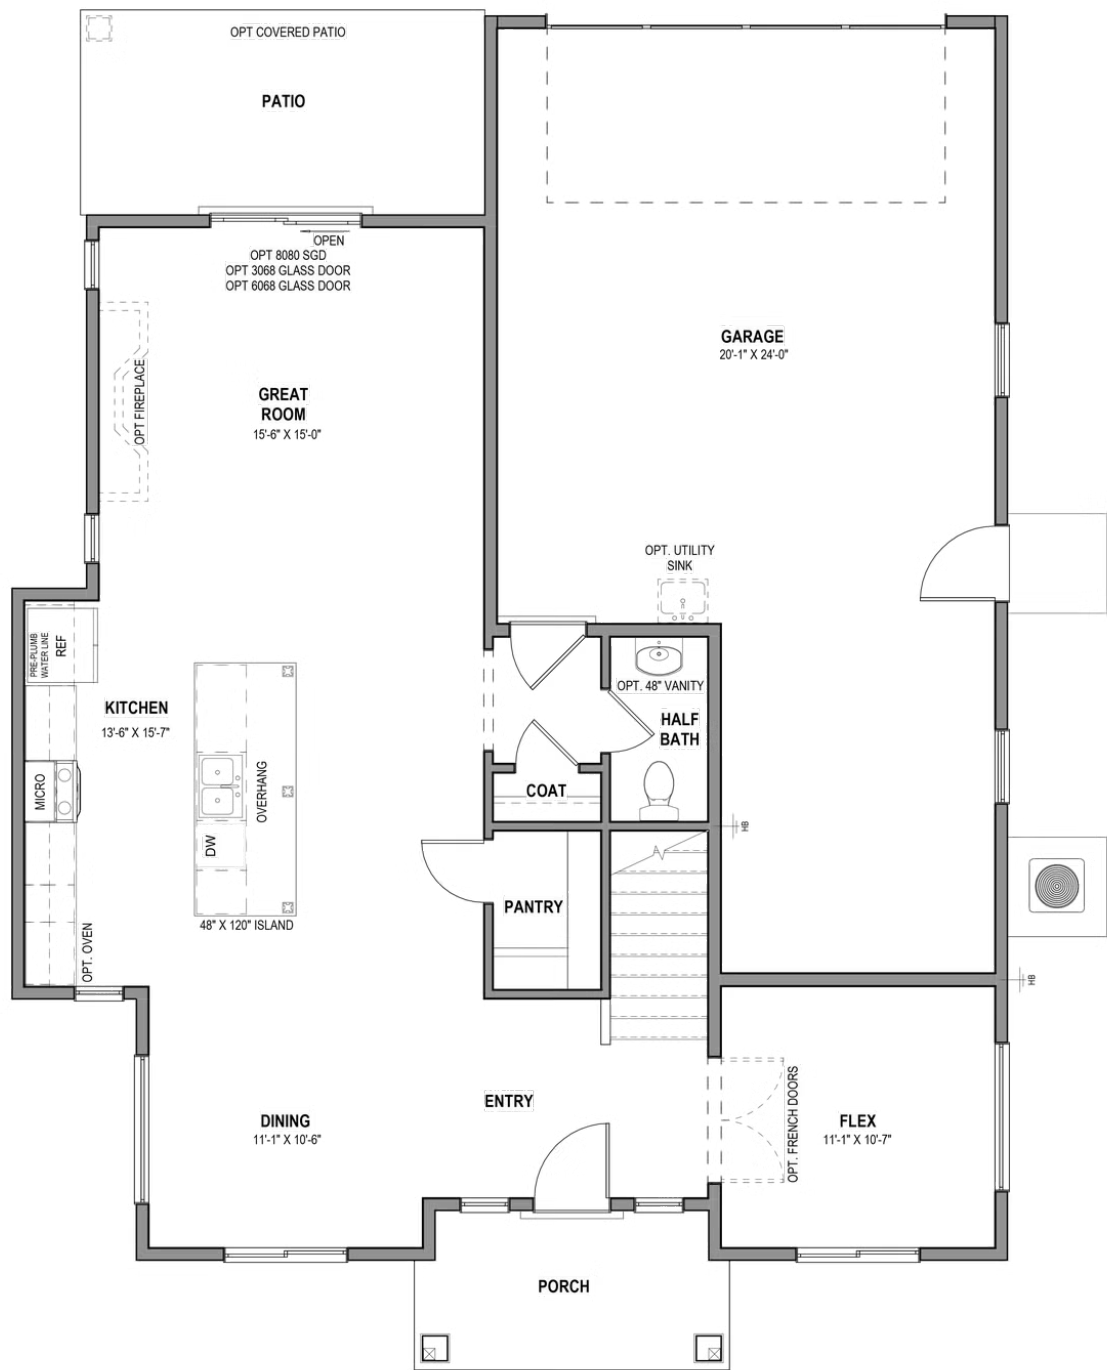 OPT COVERED PATIO
PATIO
OPEN
OPT 8080 SGD
OPT 3068 GLASS DOOR
OPT 6068 GLASS DOOR
GARAGE
20'-1" X 24'-0"
OPT FIREPLACE
GREAT
ROOM
15'-6" X 15'-0"
OPT. UTILITY
SINK
PRE-PLUMB
WATER LINE
REF
OPT. 48" VANITY
KITCHEN
13'-6" X 15'-7"
HALF
BATH
MICRO
OVERHANG
COAT
DW
HB
PANTRY
48" X 120" ISLAND
OPT. OVEN
HB
ENTRY
DINING
11'-1" X 10'-6"
OPT. FRENCH DOORS
FLEX
11'-1" X 10'-7"
PORCH